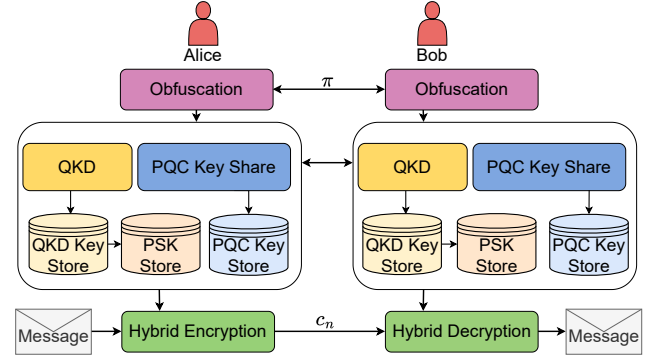 Alice
Bob
Obfuscation
π
Obfuscation
QKD
PQC Key Share
QKD
PQC Key Share
QKD Key
Store
PSK
Store
PQC Key
Store
QKD Key
Store
PSK
Store
PQC Key
Store
Message
Hybrid Encryption
cₙ
Hybrid Decryption
Message